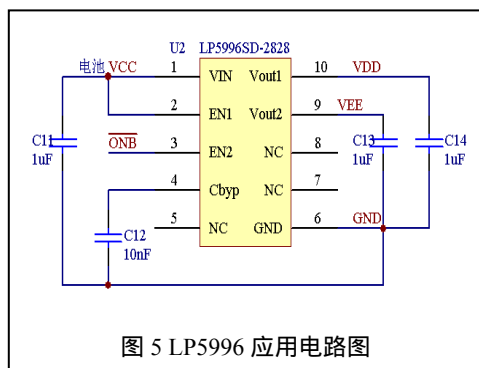 U2 LP5996SD-2828
电池 VCC 1 VIN Vout1 10 VDD
2 EN1 Vout2 9 VEE
C11 1uF
ONB 3 EN2 NC 8
C13 1uF
C14 1uF
4 Cbyp NC 7
5 NC GND 6 GND
C12 10nF
图 5 LP5996 应用电路图